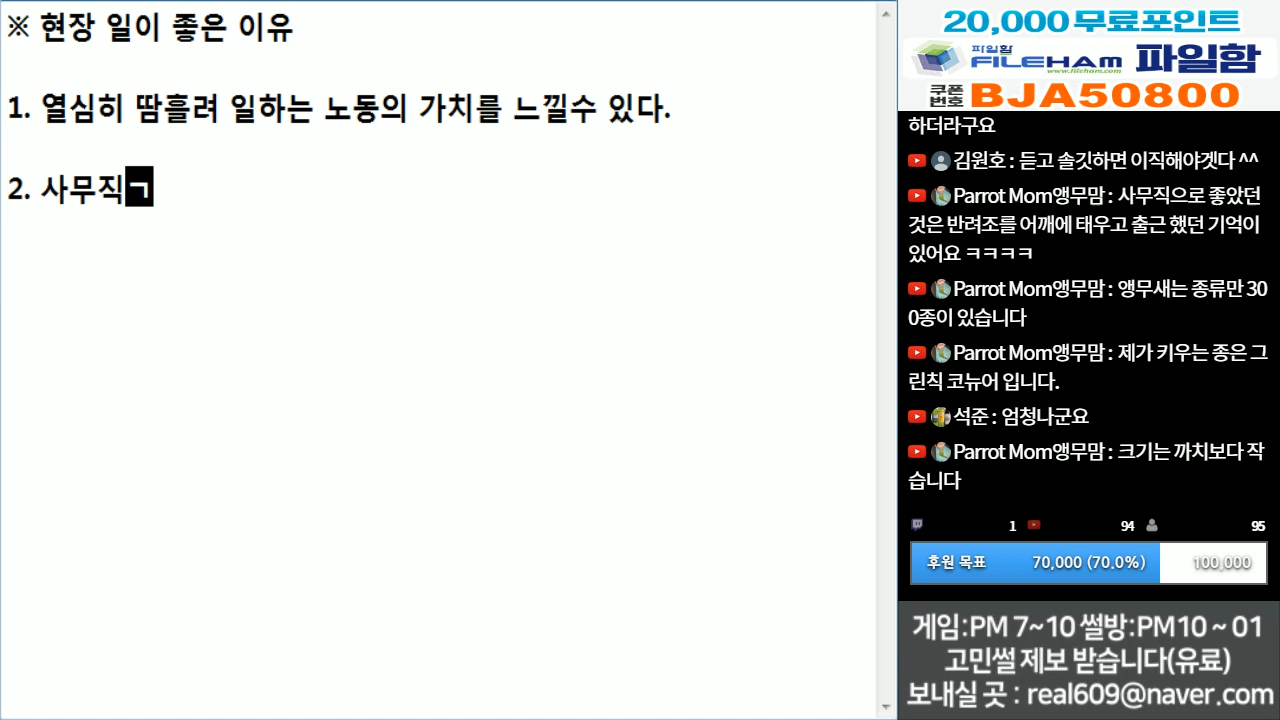 ※ 현장 일이 좋은 이유
1. 열심히 땀흘려 일하는 노동의 가치를 느낄수 있다.
2. 사무직ㄱ
20,000 무료포인트
파일함
FILEHAM
www.fileham.com
파일함
쿠폰
번호
BJA50800
하더라구요
김원호 : 듣고 솔깃하면 이직해야겟다 ^^
Parrot Mom앵무맘 : 사무직으로 좋았던
것은 반려조를 어깨에 태우고 출근 했던 기억이
있어요 ㅋㅋㅋㅋ
Parrot Mom앵무맘 : 앵무새는 종류만 30
0종이 있습니다
Parrot Mom앵무맘 : 제가 키우는 종은 그
린칙 코뉴어 입니다.
석준 : 엄청나군요
Parrot Mom앵무맘 : 크기는 까치보다 작
습니다
1 94 95
후원 목표 70,000 (70.0%) 100,000
게임:PM 7~10 썰방:PM10 ~ 01
고민썰 제보 받습니다(유료)
보내실 곳 : real609@naver.com